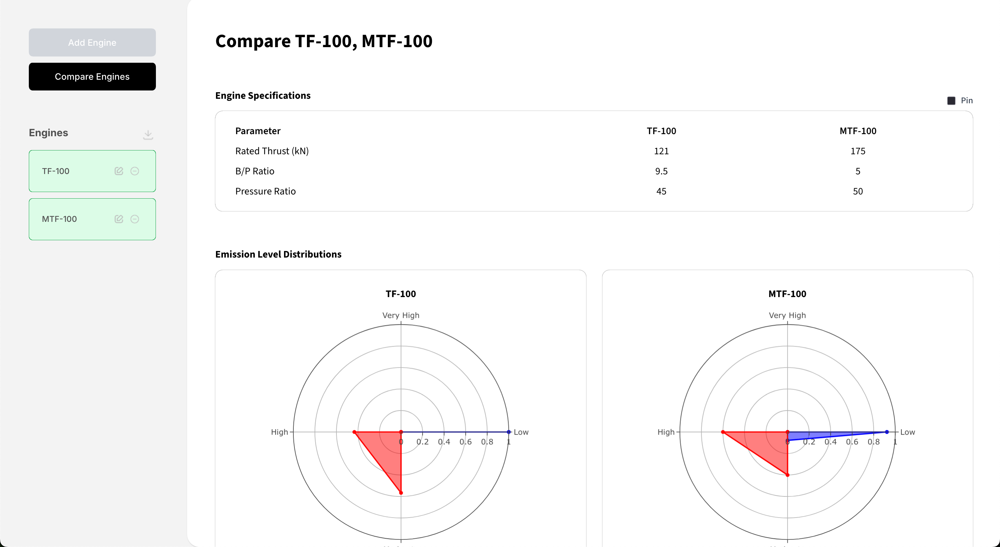 Add Engine
Compare Engines
Engines
TF-100
MTF-100
Compare TF-100, MTF-100
Engine Specifications
Pin
Parameter TF-100 MTF-100
Rated Thrust (kN) 121 175
B/P Ratio 9.5 5
Pressure Ratio 45 50
Emission Level Distributions
TF-100
Very High
High
Low
0 0.2 0.4 0.6 0.8 1
MTF-100
Very High
High
Low
0 0.2 0.4 0.6 0.8 1